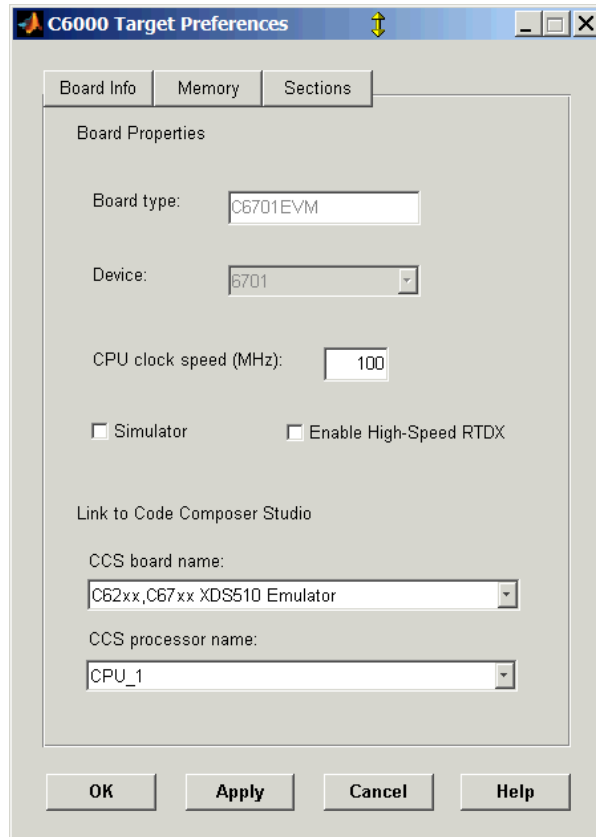 C6000 Target Preferences
Board Info Memory Sections
Board Properties
Board type: C6701EVM
Device: 6701
CPU clock speed (MHz): 100
Simulator Enable High-Speed RTDX
Link to Code Composer Studio
CCS board name:
C62xx,C67xx XDS510 Emulator
CCS processor name:
CPU_1
OK Apply Cancel Help